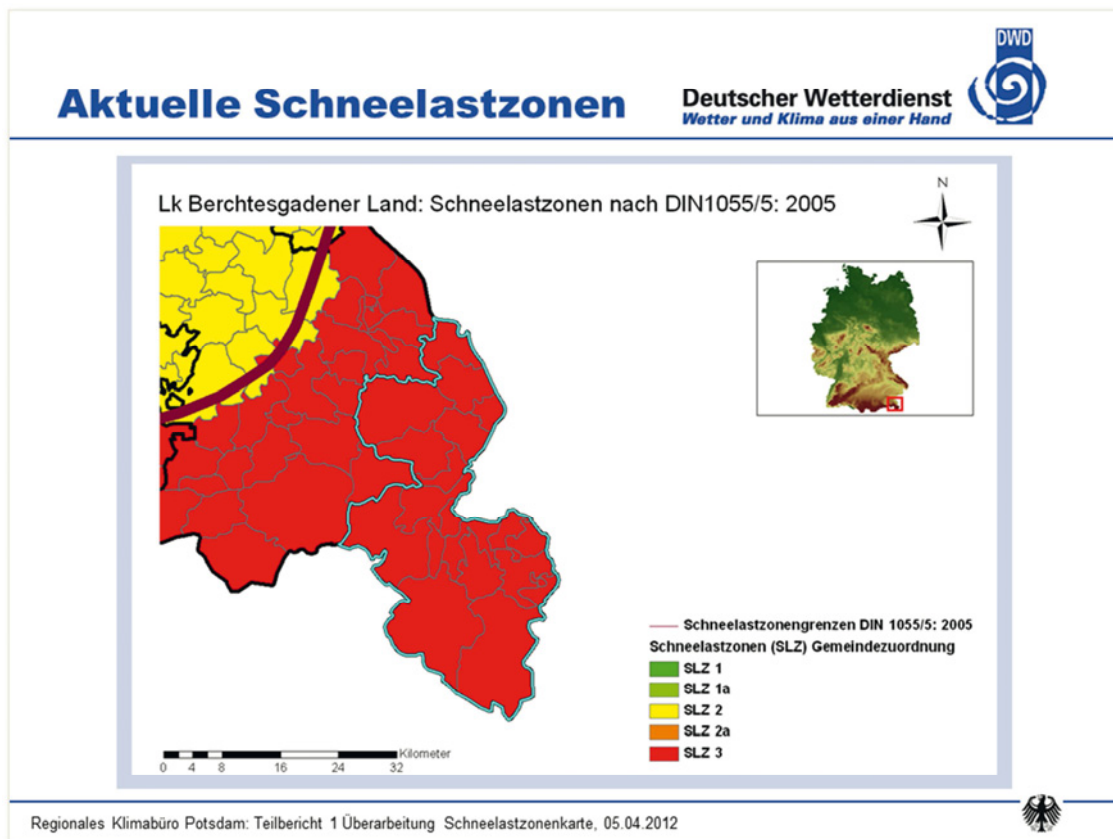 Aktuelle Schneelastzonen
Deutscher Wetterdienst
Wetter und Klima aus einer Hand
DWD
Lk Berchtesgadener Land: Schneelastzonen nach DIN1055/5: 2005
N
Schneelastzonengrenzen DIN 1055/5: 2005
Schneelastzonen (SLZ) Gemeindezuordnung
SLZ 1
SLZ 1a
SLZ 2
SLZ 2a
SLZ 3
Kilometer
0 4 8 16 24 32
Regionales Klimabüro Potsdam: Teilbericht 1 Überarbeitung Schneelastzonenkarte, 05.04.2012